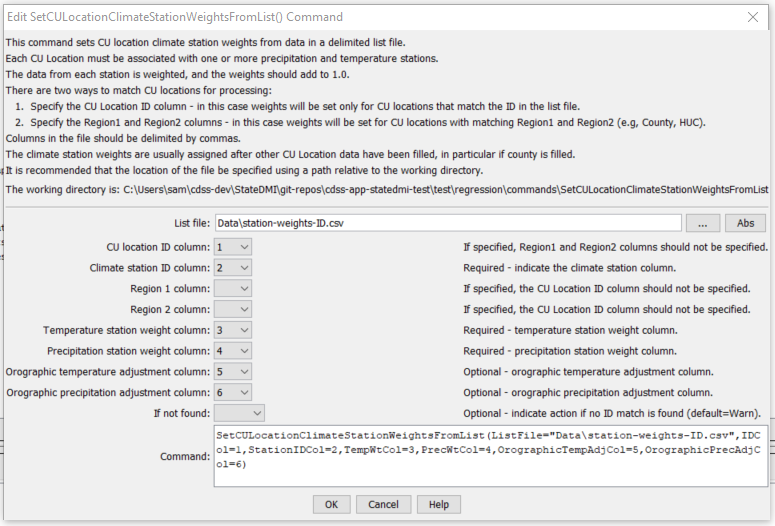 Edit SetCULocationClimateStationWeightsFromList() Command
This command sets CU location climate station weights from data in a delimited list file.
Each CU Location must be associated with one or more precipitation and temperature stations.
The data from each station is weighted, and the weights should add to 1.0.
There are two ways to match CU locations for processing:
1. Specify the CU Location ID column - in this case weights will be set only for CU locations that match the ID in the list file.
2. Specify the Region1 and Region2 columns - in this case weights will be set for CU locations with matching Region1 and Region2 (e.g, County, HUC).
Columns in the file should be delimited by commas.
The climate station weights are usually assigned after other CU Location data have been filled, in particular if county is filled.
It is recommended that the location of the file be specified using a path relative to the working directory.
The working directory is: C:\Users\sam\cdss-dev\StateDMI\git-repos\cdss-app-statedmi-test\test\regression\commands\SetCULocationClimateStationWeightsFromList
List file: Data\station-weights-ID.csv ... Abs
CU location ID column: 1 If specified, Region1 and Region2 columns should not be specified.
Climate station ID column: 2 Required - indicate the climate station column.
Region 1 column: If specified, the CU Location ID column should not be specified.
Region 2 column: If specified, the CU Location ID column should not be specified.
Temperature station weight column: 3 Required - temperature station weight column.
Precipitation station weight column: 4 Required - precipitation station weight column.
Orographic temperature adjustment column: 5 Optional - orographic temperature adjustment column.
Orographic precipitation adjustment column: 6 Optional - orographic precipitation adjustment column.
If not found: Optional - indicate action if no ID match is found (default=Warn).
Command: SetCULocationClimateStationWeightsFromList(ListFile="Data\station-weights-ID.csv",IDC
ol=1,StationIDCol=2,TempWtCol=3,PrecWtCol=4,OrographicTempAdjCol=5,OrographicPrecAdjC
ol=6)
OK Cancel Help